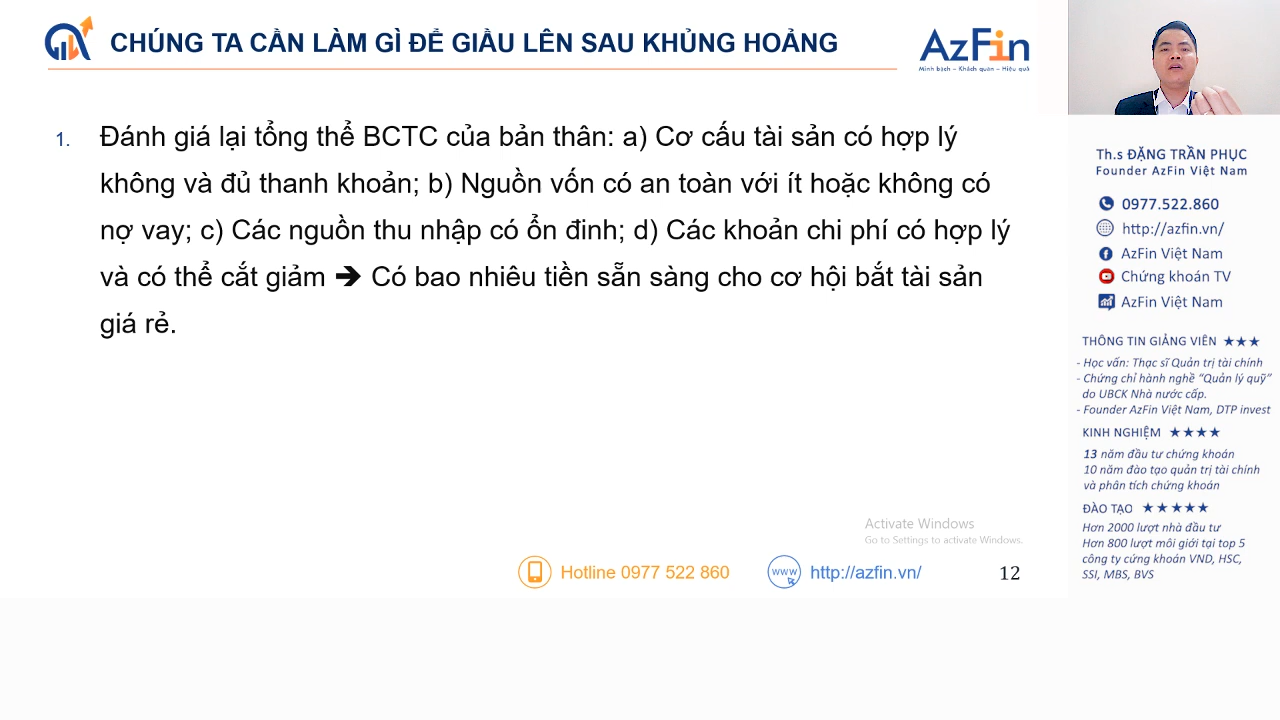 CHÚNG TA CẦN LÀM GÌ ĐỂ GIẦU LÊN SAU KHỦNG HOẢNG
AzFin
Minh bạch – Khách quan – Hiệu quả
1. Đánh giá lại tổng thể BCTC của bản thân: a) Cơ cấu tài sản có hợp lý
không và đủ thanh khoản; b) Nguồn vốn có an toàn với ít hoặc không có
nợ vay; c) Các nguồn thu nhập có ổn đinh; d) Các khoản chi phí có hợp lý
và có thể cắt giảm ➔ Có bao nhiêu tiền sẵn sàng cho cơ hội bắt tài sản
giá rẻ.
Activate Windows
Go to Settings to activate Windows.
Hotline 0977 522 860
www
http://azfin.vn/
12
Th.s ĐẶNG TRẦN PHỤC
Founder AzFin Việt Nam
0977.522.860
http://azfin.vn/
AzFin Việt Nam
Chứng khoán TV
AzFin Việt Nam
THÔNG TIN GIẢNG VIÊN ★★★
- Học vấn: Thạc sĩ Quản trị tài chính
- Chứng chỉ hành nghề "Quản lý quỹ"
do UBCK Nhà nước cấp.
- Founder AzFin Việt Nam, DTP invest
KINH NGHIỆM ★★★★
13 năm đầu tư chứng khoán
10 năm đào tạo quản trị tài chính
và phân tích chứng khoán
ĐÀO TẠO ★★★★★
Hơn 2000 lượt nhà đầu tư
Hơn 800 lượt môi giới tại top 5
công ty cứng khoán VND, HSC,
SSI, MBS, BVS